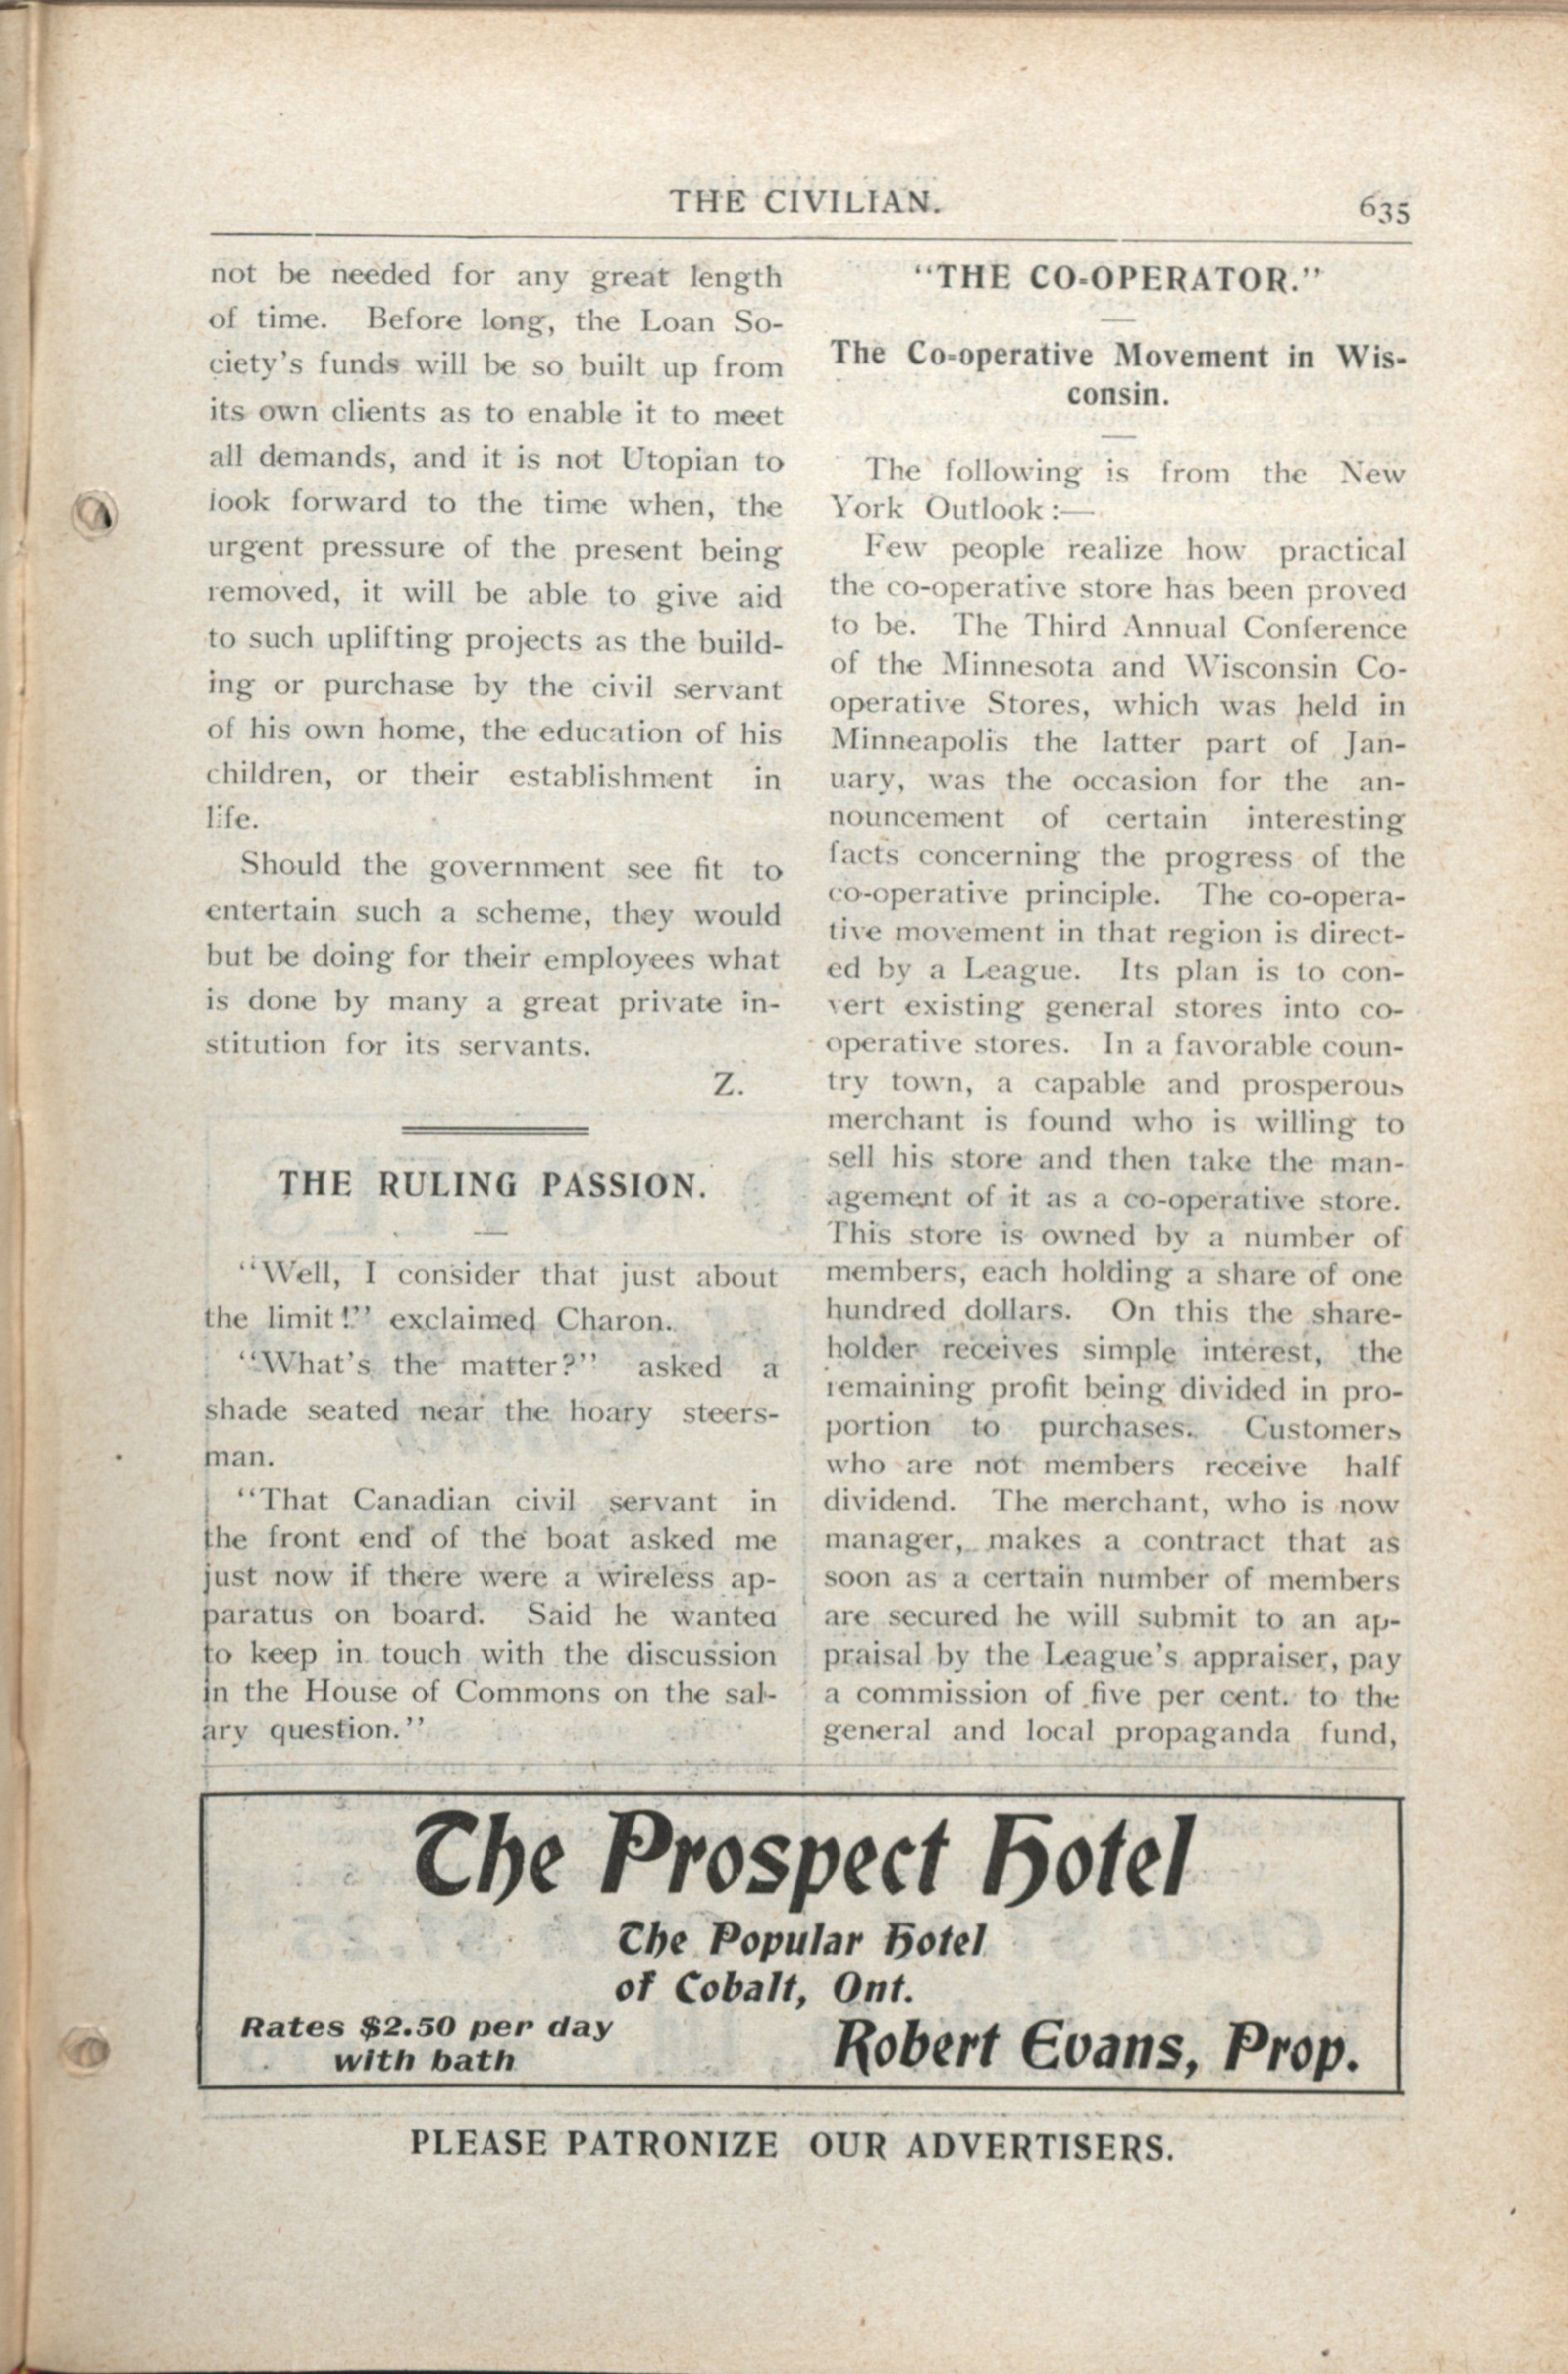 THE CIVILIAN.
635
not be needed for any great length
of time. Before long, the Loan So-
ciety's funds will be so built up from
its own clients as to enable it to meet
all demands, and it is not Utopian to
look forward to the time when, the
urgent pressure of the present being
removed, it will be able to give aid
to such uplifting projects as the build-
ing or purchase by the civil servant
of his own home, the education of his
children, or their establishment in
life.
Should the government see fit to
entertain such a scheme, they would
but be doing for their employees what
is done by many a great private in-
stitution for its servants.
Z.
THE RULING PASSION.
"Well, I consider that just about
the limit!" exclaimed Charon.
"What's the matter?" asked a
shade seated near the hoary steers-
man.
"That Canadian civil servant in
the front end of the boat asked me
just now if there were a wireless ap-
paratus on board. Said he wanted
to keep in touch with the discussion
in the House of Commons on the sal-
ary question."
"THE CO-OPERATOR."
The Co-operative Movement in Wis-
consin.
The following is from the New
York Outlook:—
Few people realize how practical
the co-operative store has been proved
to be. The Third Annual Conference
of the Minnesota and Wisconsin Co-
operative Stores, which was held in
Minneapolis the latter part of Jan-
uary, was the occasion for the an-
nouncement of certain interesting
facts concerning the progress of the
co-operative principle. The co-opera-
tive movement in that region is direct-
ed by a League. Its plan is to con-
vert existing general stores into co-
operative stores. In a favorable coun-
try town, a capable and prosperous
merchant is found who is willing to
sell his store and then take the man-
agement of it as a co-operative store.
This store is owned by a number of
members, each holding a share of one
hundred dollars. On this the share-
holder receives simple interest, the
remaining profit being divided in pro-
portion to purchases. Customers
who are not members receive half
dividend. The merchant, who is now
manager, makes a contract that as
soon as a certain number of members
are secured he will submit to an ap-
praisal by the League's appraiser, pay
a commission of five per cent. to the
general and local propaganda fund,
The Prospect Hotel
The Popular Hotel
of Cobalt, Ont.
Rates $2.50 per day
with bath
Robert Evans, Prop.
PLEASE PATRONIZE OUR ADVERTISERS.